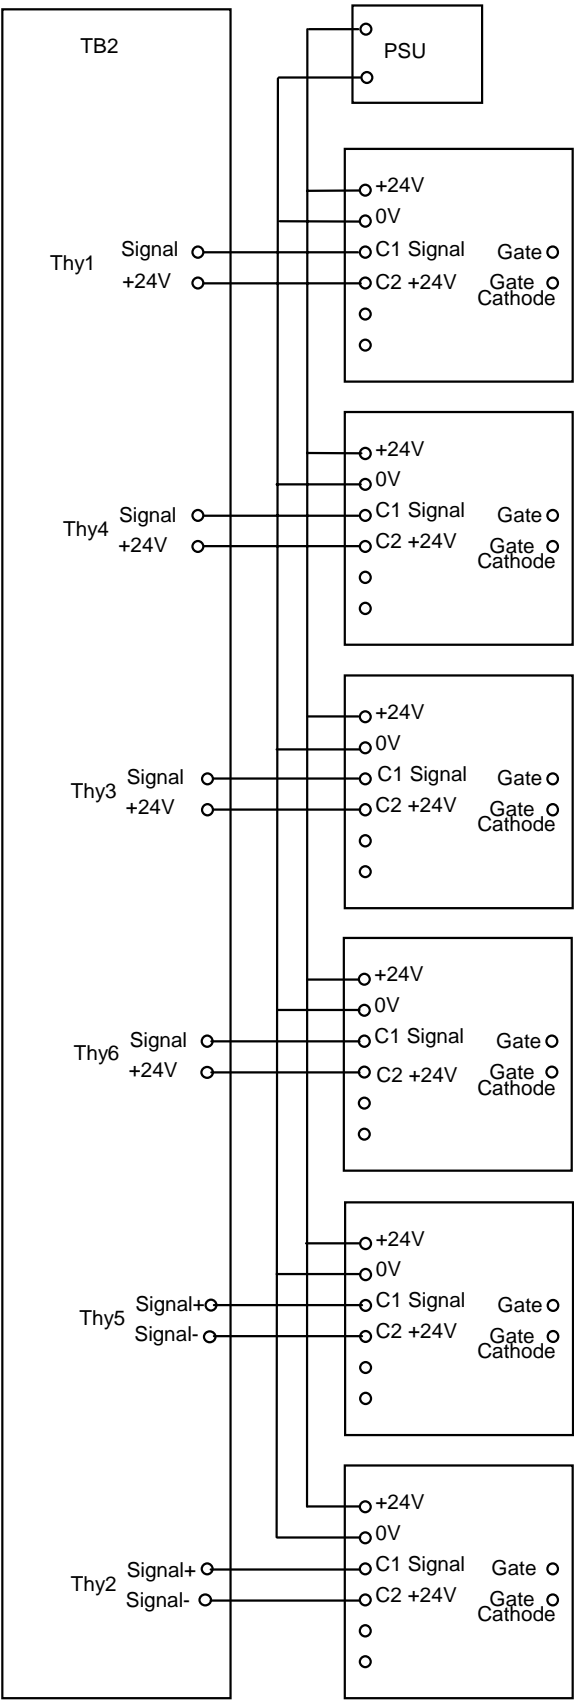 TB2
PSU
+24V
0V
Thy1 Signal C1 Signal Gate
+24V C2 +24V Gate
Cathode
+24V
0V
Thy4 Signal C1 Signal Gate
+24V C2 +24V Gate
Cathode
+24V
0V
Thy3 Signal C1 Signal Gate
+24V C2 +24V Gate
Cathode
+24V
0V
Thy6 Signal C1 Signal Gate
+24V C2 +24V Gate
Cathode
+24V
0V
Thy5 Signal+ C1 Signal Gate
Signal- C2 +24V Gate
Cathode
+24V
0V
Thy2 Signal+ C1 Signal Gate
Signal- C2 +24V Gate
Cathode